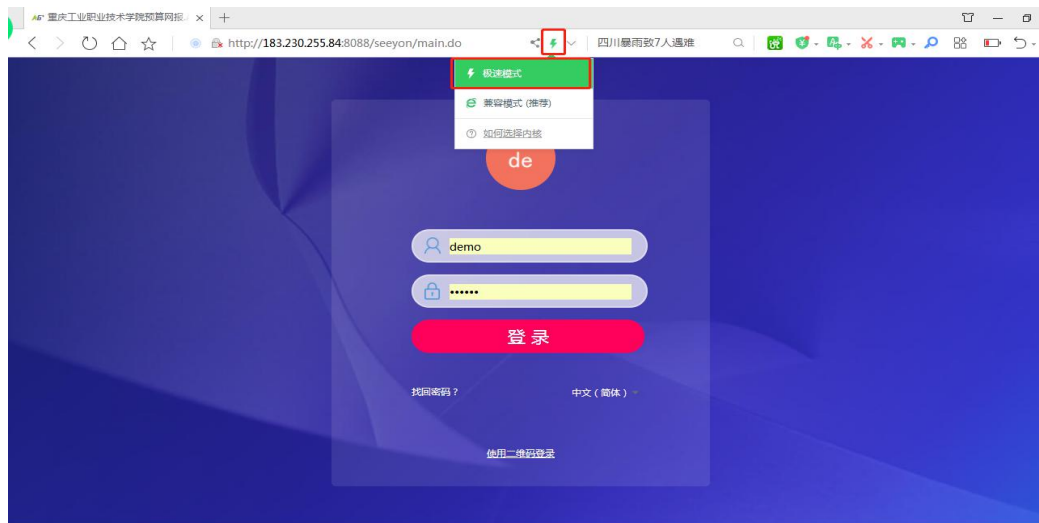 重庆工业职业技术学院预算网报.
http://183.230.255.84:8088/seeyon/main.do
四川暴雨致7人遇难
极速模式
兼容模式 (推荐)
如何选择内核
de
demo
登录
找回密码？ 中文（简体）
使用二维码登录